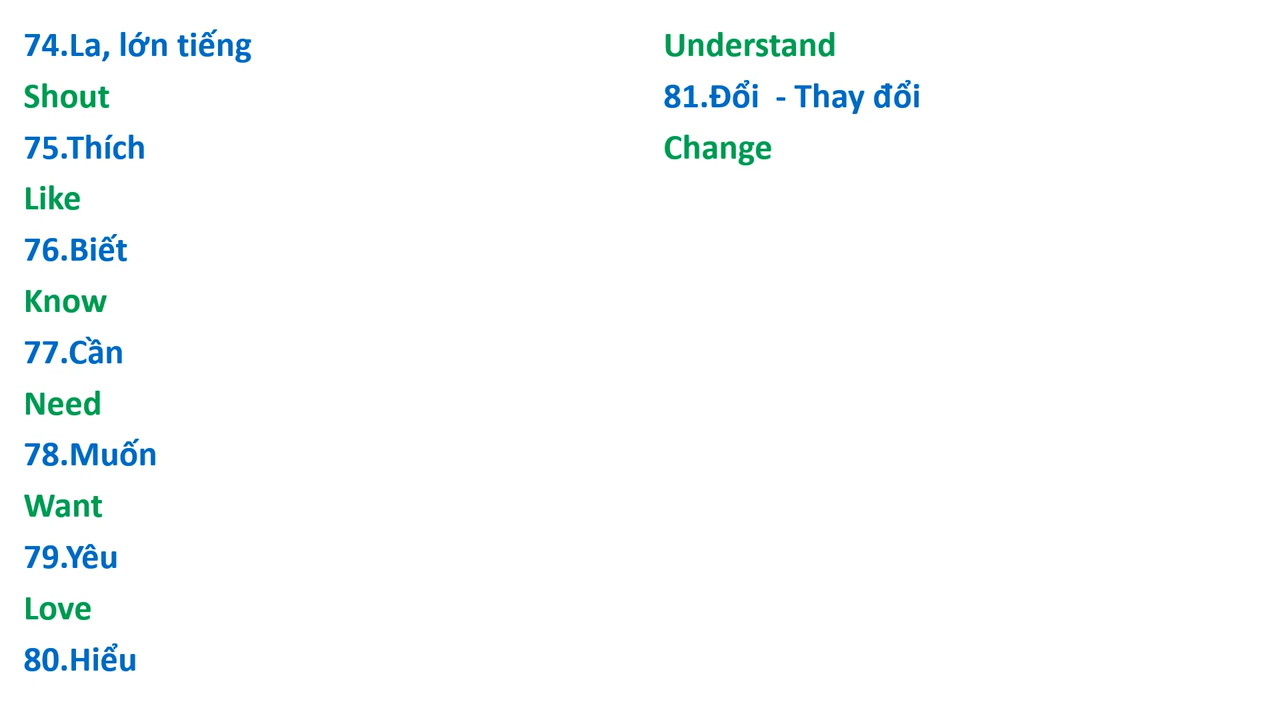 74.La, lớn tiếng
Shout
75.Thích
Like
76.Biết
Know
77.Cần
Need
78.Muốn
Want
79.Yêu
Love
80.Hiểu
Understand
81.Đổi  - Thay đổi
Change